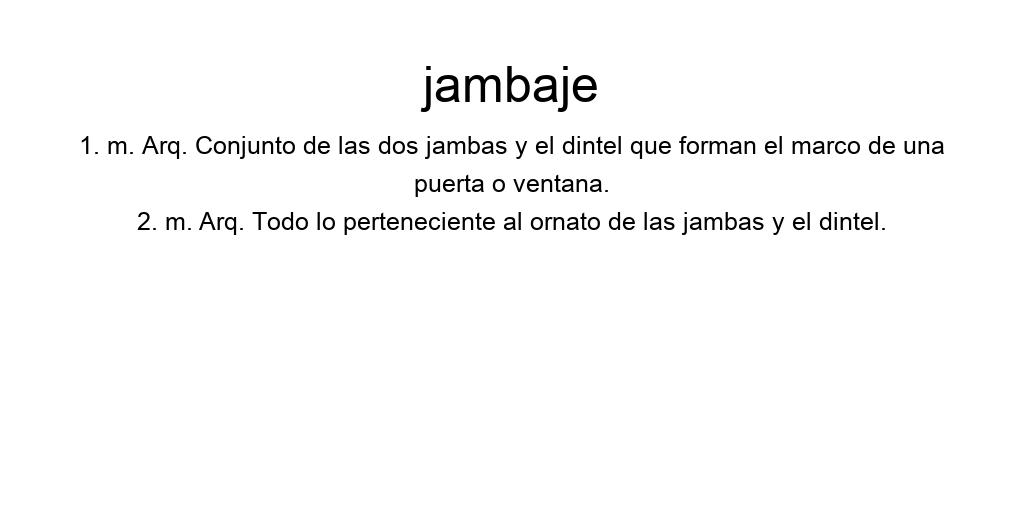 jambaje
1. m. Arq. Conjunto de las dos jambas y el dintel que forman el marco de una
puerta o ventana.
2. m. Arq. Todo lo perteneciente al ornato de las jambas y el dintel.